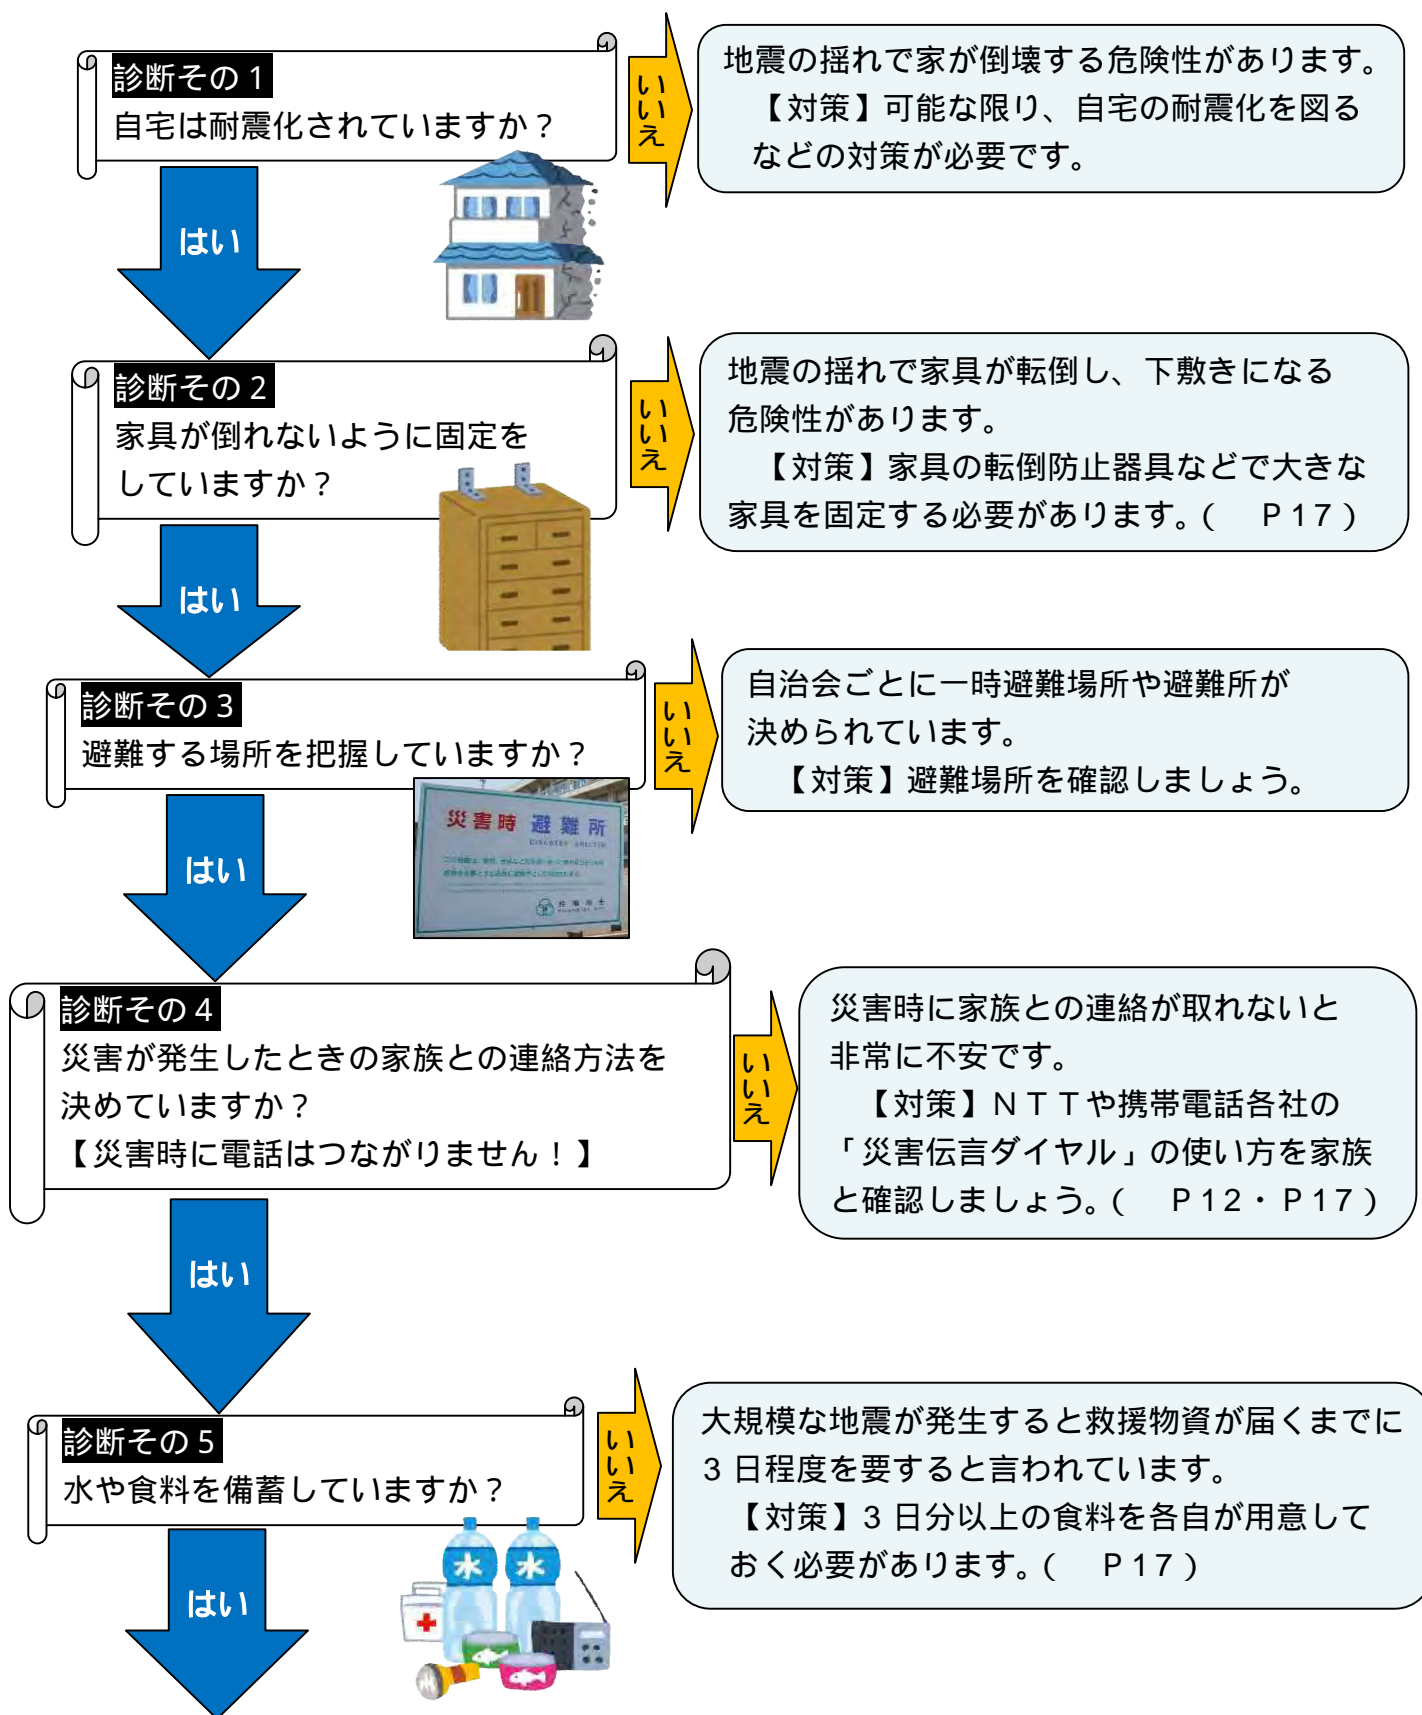 診断その1
自宅は耐震化されていますか？
いいえ
地震の揺れで家が倒壊する危険性があります。
【対策】可能な限り、自宅の耐震化を図る
などの対策が必要です。
はい
診断その2
家具が倒れないように固定を
していますか？
いいえ
地震の揺れで家具が転倒し、下敷きになる
危険性があります。
【対策】家具の転倒防止器具などで大きな
家具を固定する必要があります。（　Ｐ17）
はい
診断その3
避難する場所を把握していますか？
いいえ
自治会ごとに一時避難場所や避難所が
決められています。
【対策】避難場所を確認しましょう。
災害時 避難所
DISASTER SHELTER
はい
診断その4
災害が発生したときの家族との連絡方法を
決めていますか？
【災害時に電話はつながりません！】
いいえ
災害時に家族との連絡が取れないと
非常に不安です。
【対策】ＮＴＴや携帯電話各社の
「災害伝言ダイヤル」の使い方を家族
と確認しましょう。（　Ｐ12・Ｐ17）
はい
診断その5
水や食料を備蓄していますか？
いいえ
大規模な地震が発生すると救援物資が届くまでに
3日程度を要すると言われています。
【対策】3日分以上の食料を各自が用意して
おく必要があります。（　Ｐ17）
水
水
はい